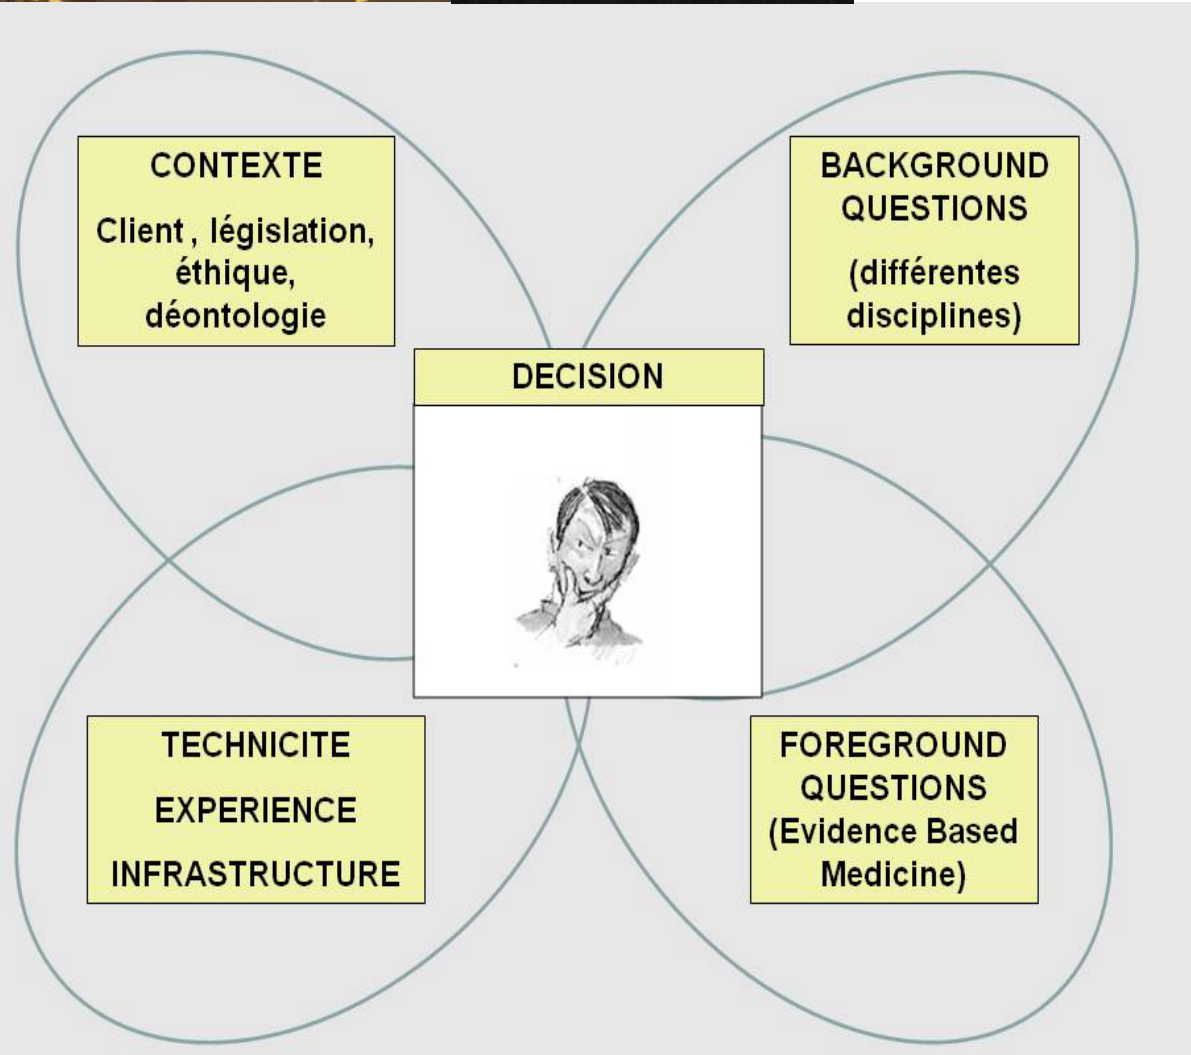 CONTEXTE
Client , législation,
éthique,
déontologie
BACKGROUND
QUESTIONS
(différentes
disciplines)
DECISION
TECHNICITE
EXPERIENCE
INFRASTRUCTURE
FOREGROUND
QUESTIONS
(Evidence Based
Medicine)